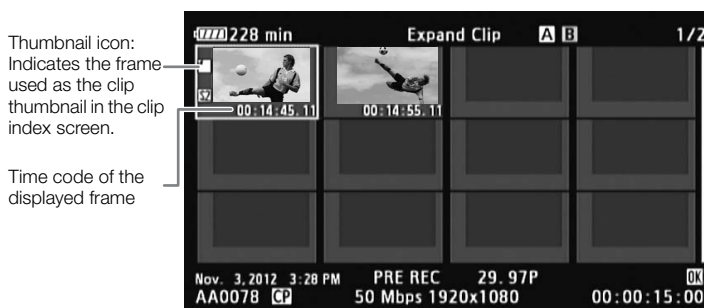 Thumbnail icon:
Indicates the frame
used as the clip
thumbnail in the clip
index screen.
Time code of the
displayed frame
228 min Expand Clip A B 1/2
S2
00:14:45.11 00:14:55.11
Nov. 3,2012 3:28 PM PRE REC 29.97P OK
AA0078 CP 50 Mbps 1920x1080 00:00:15:00